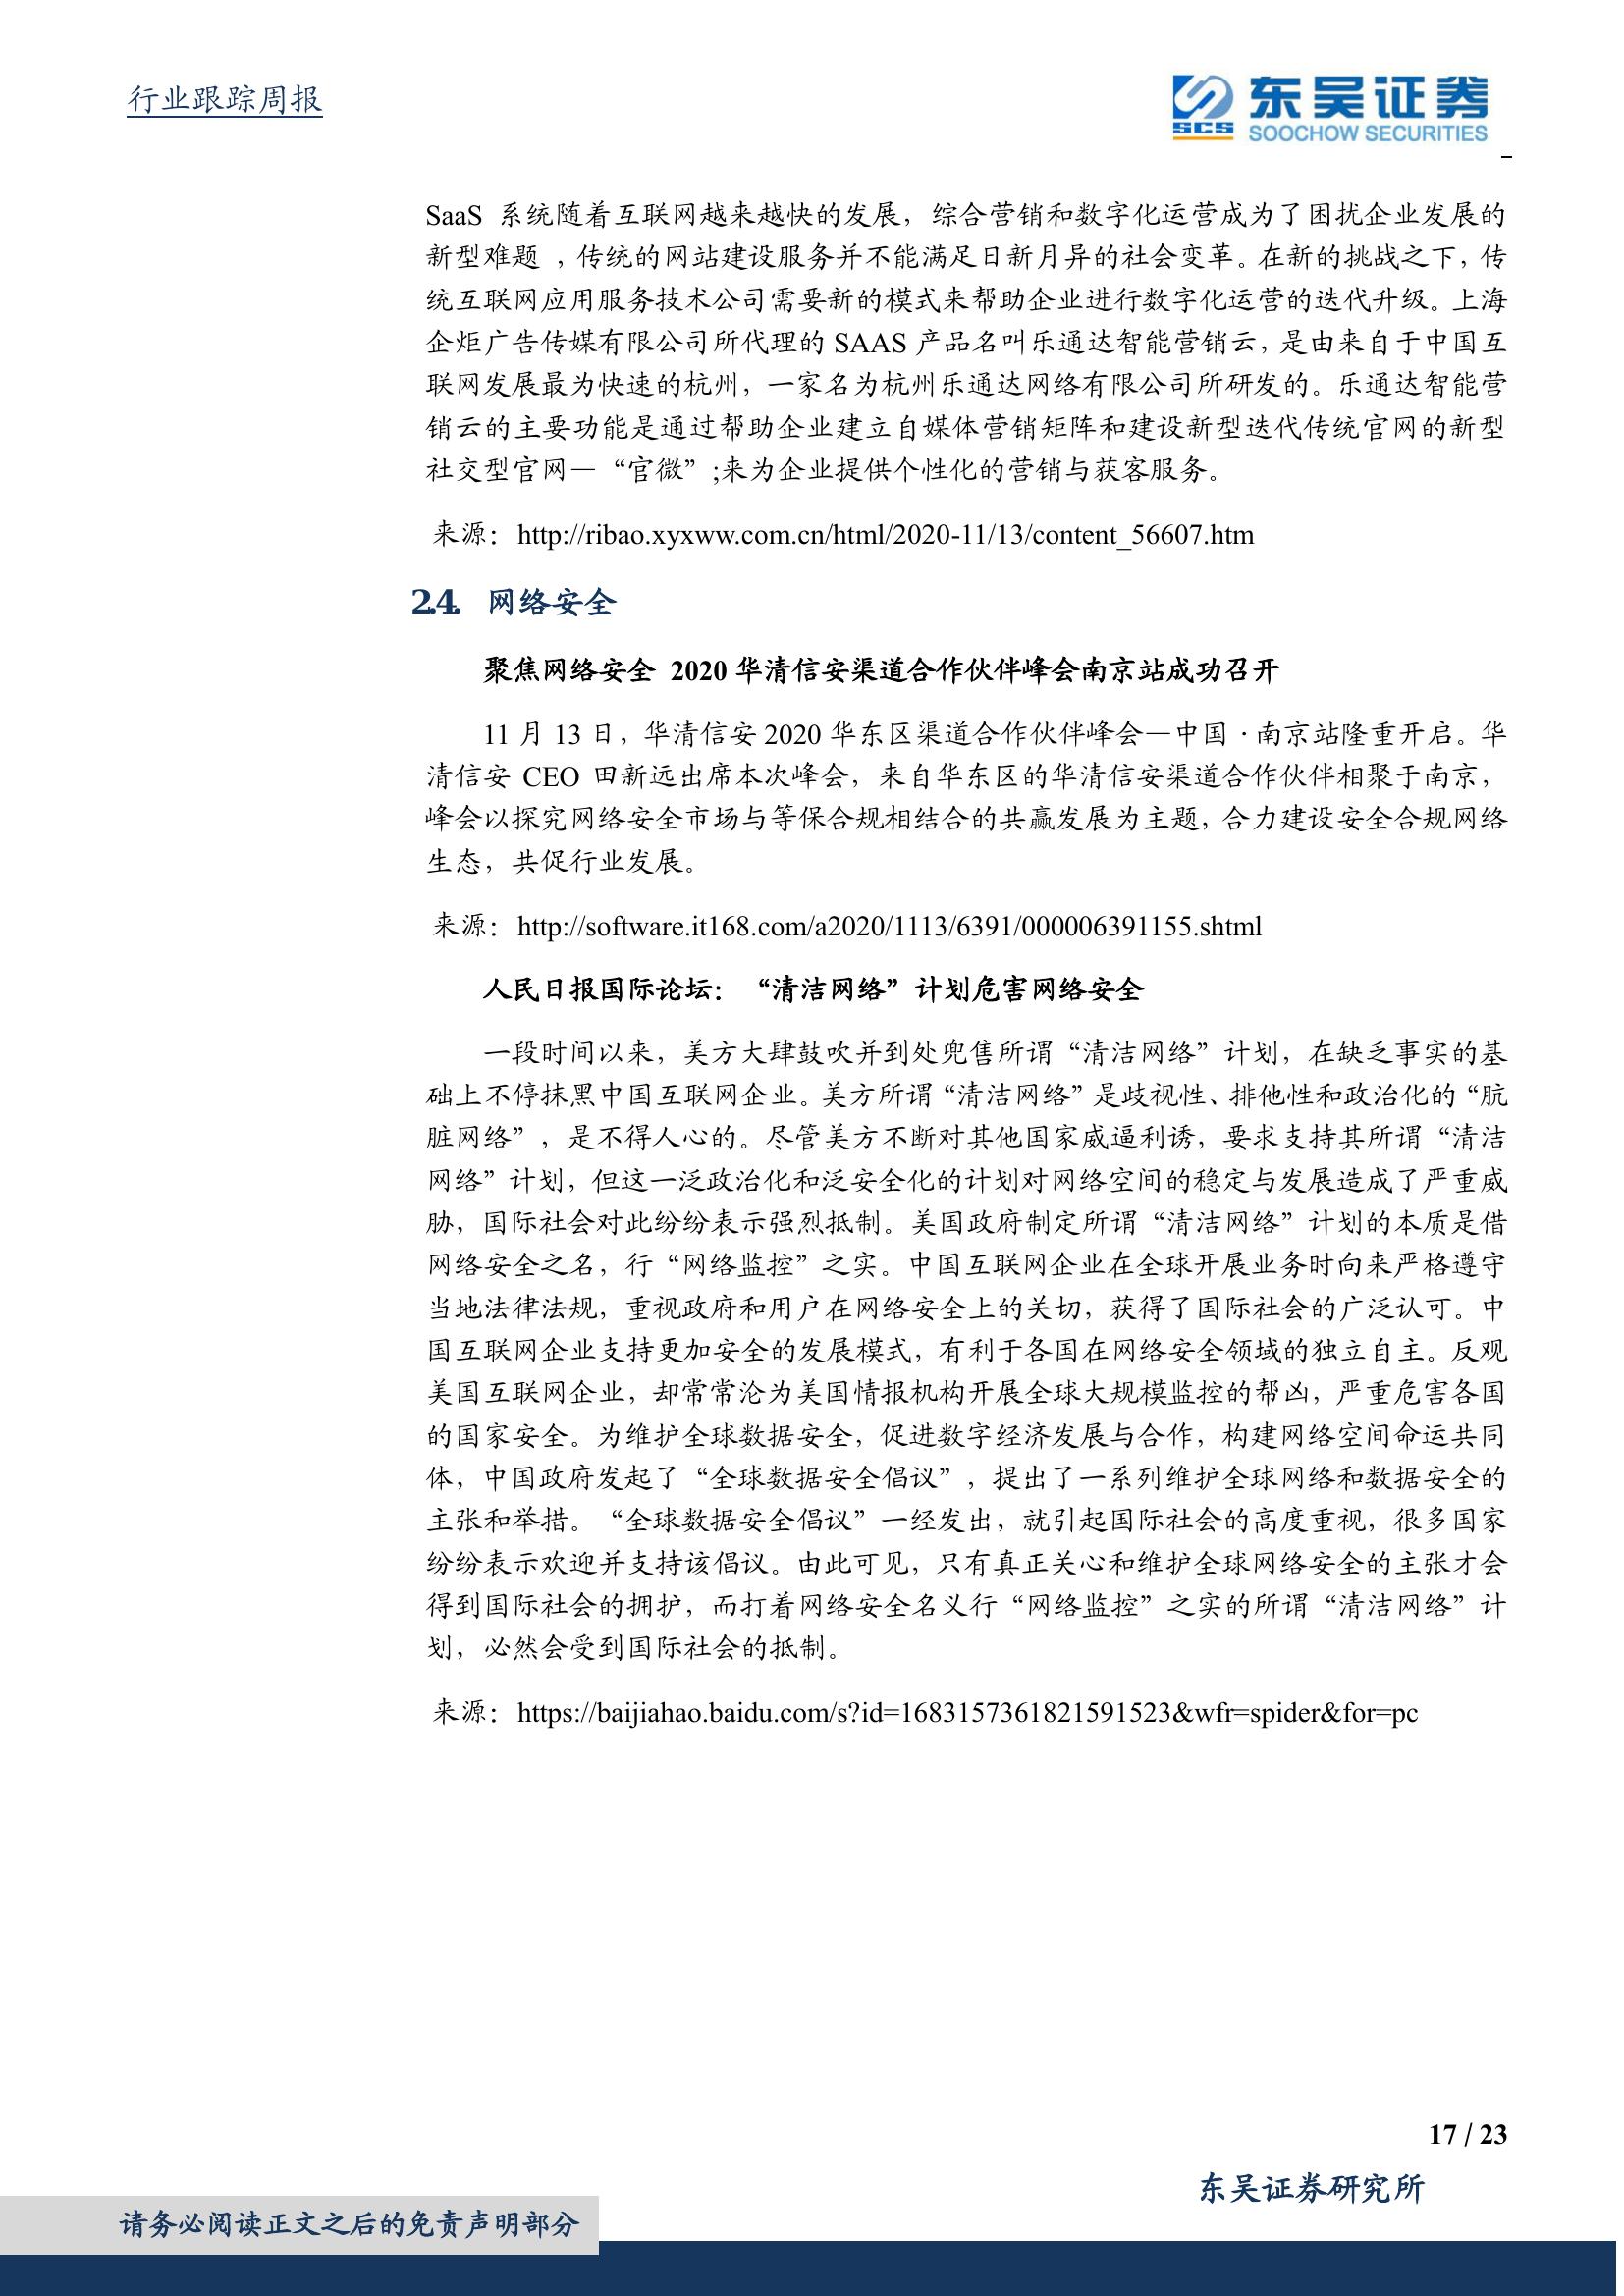 行业跟踪周报
SCS
东吴证券
SOOCHOW SECURITIES
SaaS 系统随着互联网越来越快的发展，综合营销和数字化运营成为了困扰企业发展的
新型难题 ，传统的网站建设服务并不能满足日新月异的社会变革。在新的挑战之下，传
统互联网应用服务技术公司需要新的模式来帮助企业进行数字化运营的迭代升级。上海
企炬广告传媒有限公司所代理的 SAAS 产品名叫乐通达智能营销云，是由来自于中国互
联网发展最为快速的杭州，一家名为杭州乐通达网络有限公司所研发的。乐通达智能营
销云的主要功能是通过帮助企业建立自媒体营销矩阵和建设新型迭代传统官网的新型
社交型官网—“官微”;来为企业提供个性化的营销与获客服务。
来源：http://ribao.xyxww.com.cn/html/2020-11/13/content_56607.htm
2.4. 网络安全
聚焦网络安全 2020 华清信安渠道合作伙伴峰会南京站成功召开
11 月 13 日，华清信安 2020 华东区渠道合作伙伴峰会—中国 · 南京站隆重开启。华
清信安 CEO 田新远出席本次峰会，来自华东区的华清信安渠道合作伙伴相聚于南京，
峰会以探究网络安全市场与等保合规相结合的共赢发展为主题，合力建设安全合规网络
生态，共促行业发展。
来源：http://software.it168.com/a2020/1113/6391/000006391155.shtml
人民日报国际论坛：“清洁网络”计划危害网络安全
一段时间以来，美方大肆鼓吹并到处兜售所谓“清洁网络”计划，在缺乏事实的基
础上不停抹黑中国互联网企业。美方所谓“清洁网络”是歧视性、排他性和政治化的“肮
脏网络”，是不得人心的。尽管美方不断对其他国家威逼利诱，要求支持其所谓“清洁
网络”计划，但这一泛政治化和泛安全化的计划对网络空间的稳定与发展造成了严重威
胁，国际社会对此纷纷表示强烈抵制。美国政府制定所谓“清洁网络”计划的本质是借
网络安全之名，行“网络监控”之实。中国互联网企业在全球开展业务时向来严格遵守
当地法律法规，重视政府和用户在网络安全上的关切，获得了国际社会的广泛认可。中
国互联网企业支持更加安全的发展模式，有利于各国在网络安全领域的独立自主。反观
美国互联网企业，却常常沦为美国情报机构开展全球大规模监控的帮凶，严重危害各国
的国家安全。为维护全球数据安全，促进数字经济发展与合作，构建网络空间命运共同
体，中国政府发起了“全球数据安全倡议”，提出了一系列维护全球网络和数据安全的
主张和举措。“全球数据安全倡议”一经发出，就引起国际社会的高度重视，很多国家
纷纷表示欢迎并支持该倡议。由此可见，只有真正关心和维护全球网络安全的主张才会
得到国际社会的拥护，而打着网络安全名义行“网络监控”之实的所谓“清洁网络”计
划，必然会受到国际社会的抵制。
来源：https://baijiahao.baidu.com/s?id=1683157361821591523&wfr=spider&for=pc
17 / 23
东吴证券研究所
请务必阅读正文之后的免责声明部分